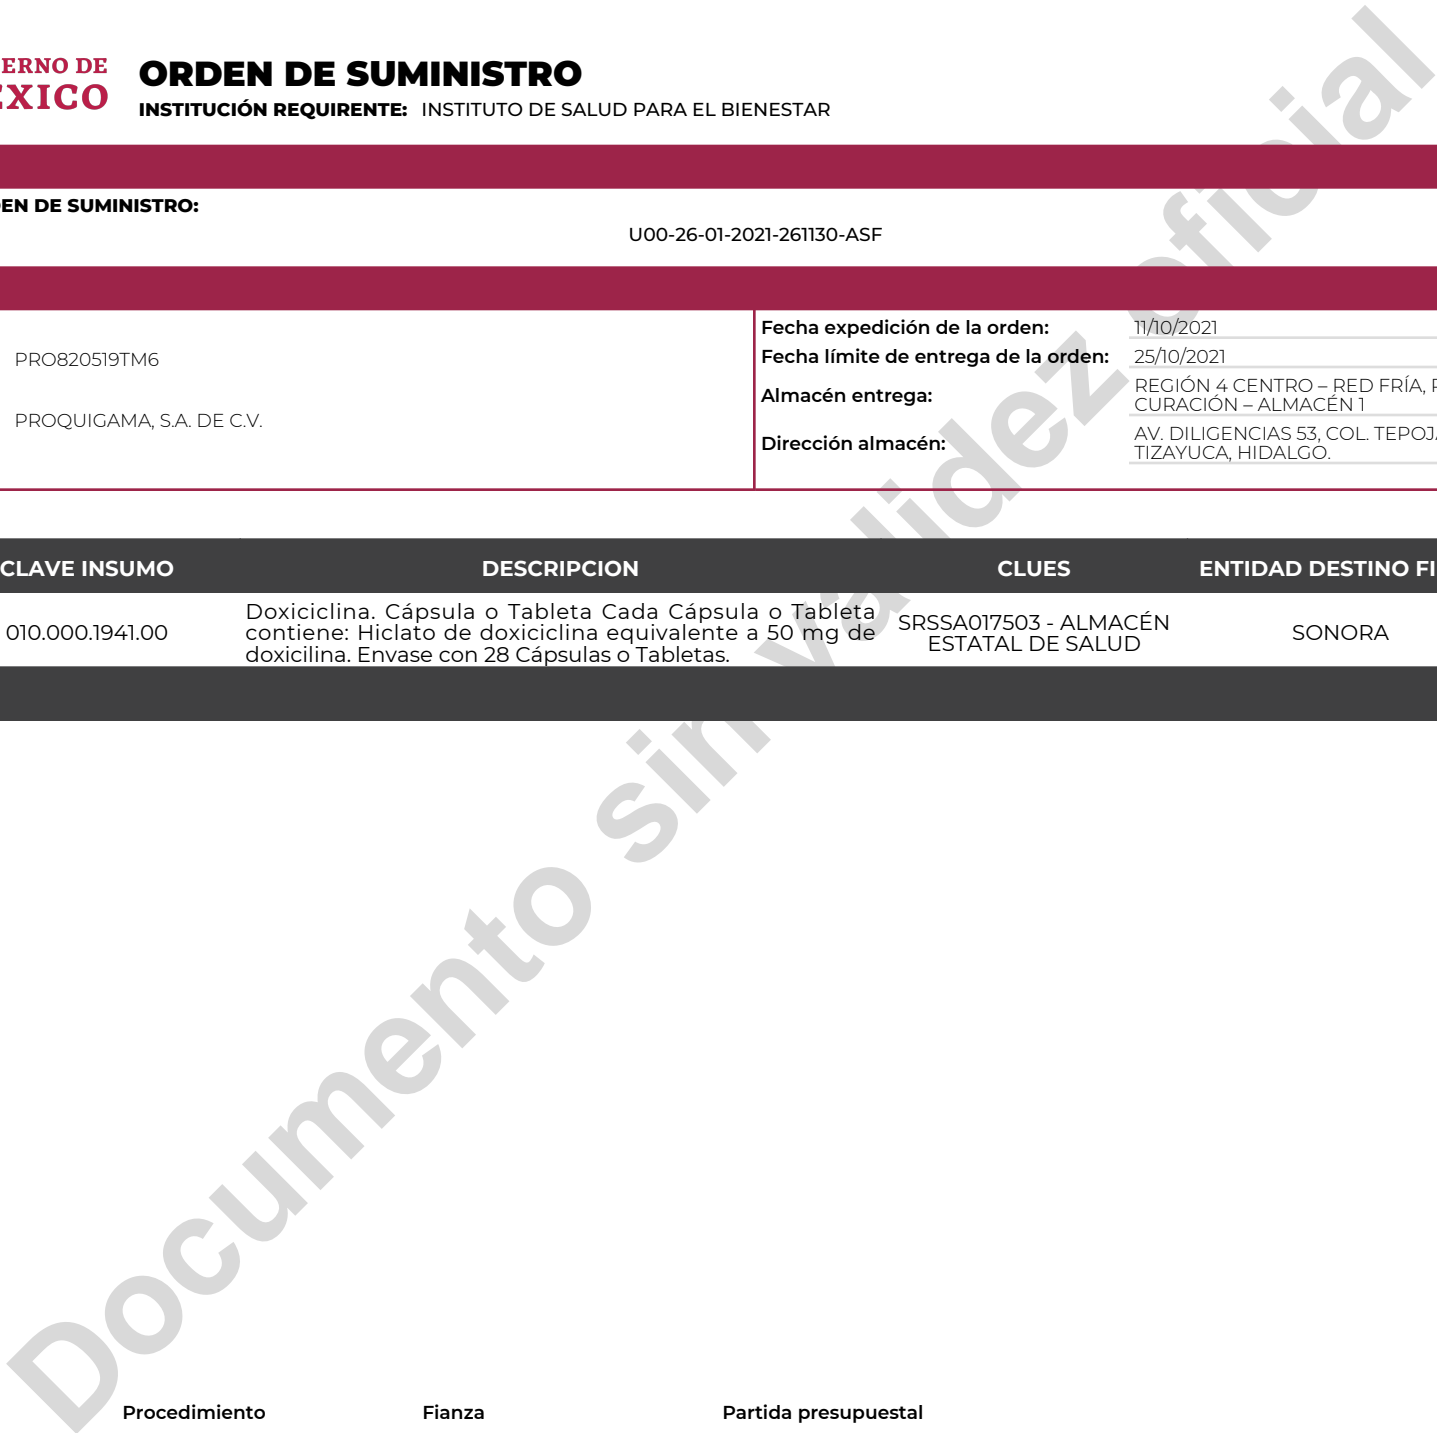 ERNO DE
EXICO
ORDEN DE SUMINISTRO
INSTITUCIÓN REQUIRENTE: INSTITUTO DE SALUD PARA EL BIENESTAR
EN DE SUMINISTRO:
U00-26-01-2021-261130-ASF
PRO820519TM6
PROQUIGAMA, S.A. DE C.V.
Fecha expedición de la orden: 11/10/2021
Fecha límite de entrega de la orden: 25/10/2021
Almacén entrega: REGIÓN 4 CENTRO – RED FRÍA,
CURACIÓN – ALMACÉN 1
Dirección almacén: AV. DILIGENCIAS 53, COL. TEPOJA
TIZAYUCA, HIDALGO.
CLAVE INSUMO DESCRIPCION CLUES ENTIDAD DESTINO FI
010.000.1941.00
Doxiciclina. Cápsula o Tableta Cada Cápsula o Tableta
contiene: Hiclato de doxiciclina equivalente a 50 mg de
doxicilina. Envase con 28 Cápsulas o Tabletas.
SRSSA017503 - ALMACÉN
ESTATAL DE SALUD
SONORA
Documento sin validez oficial
Procedimiento Fianza Partida presupuestal